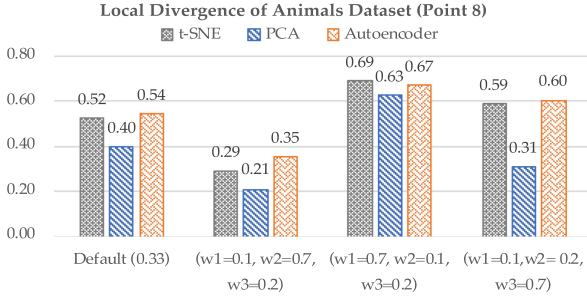 Local Divergence of Animals Dataset (Point 8)
t-SNE PCA Autoencoder
0.80
0.60
0.40
0.20
0.00
0.52 0.40 0.54
0.29 0.21 0.35
0.69 0.63 0.67
0.59 0.31 0.60
Default (0.33)
(w1=0.1, w2=0.7,
w3=0.2)
(w1=0.7, w2=0.1,
w3=0.2)
(w1=0.1,w2= 0.2,
w3=0.7)